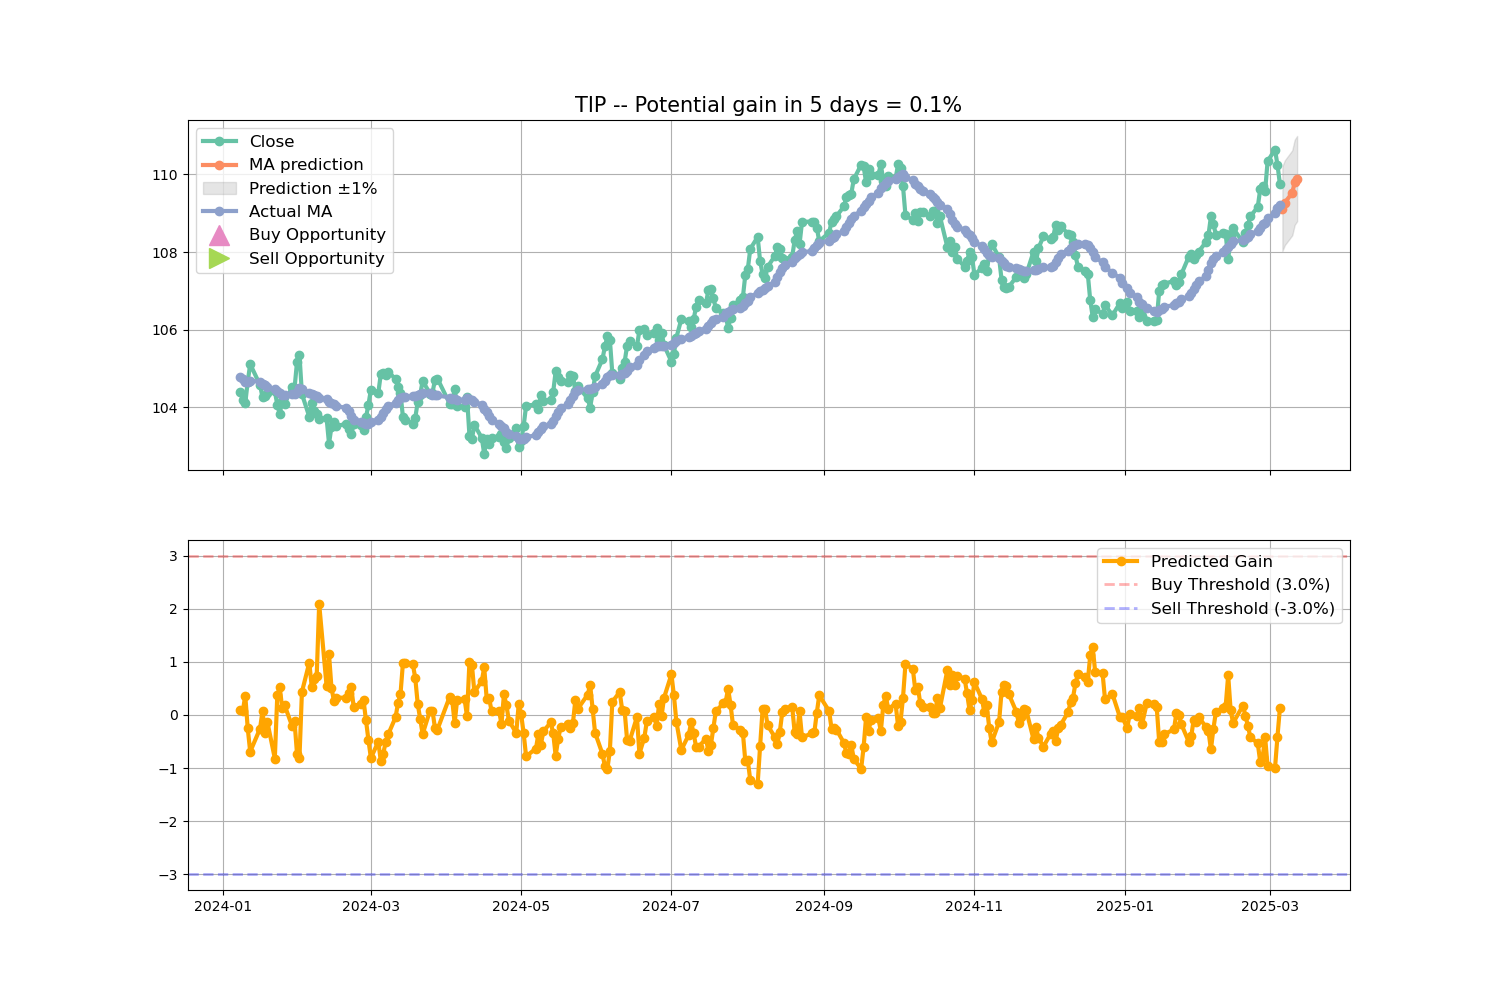 TIP -- Potential gain in 5 days = 0.1%
Close
MA prediction
Prediction ±1%
Actual MA
Buy Opportunity
Sell Opportunity
110
108
106
104
Predicted Gain
Buy Threshold (3.0%)
Sell Threshold (-3.0%)
3
2
1
0
−1
−2
−3
2024-01 2024-03 2024-05 2024-07 2024-09 2024-11 2025-01 2025-03